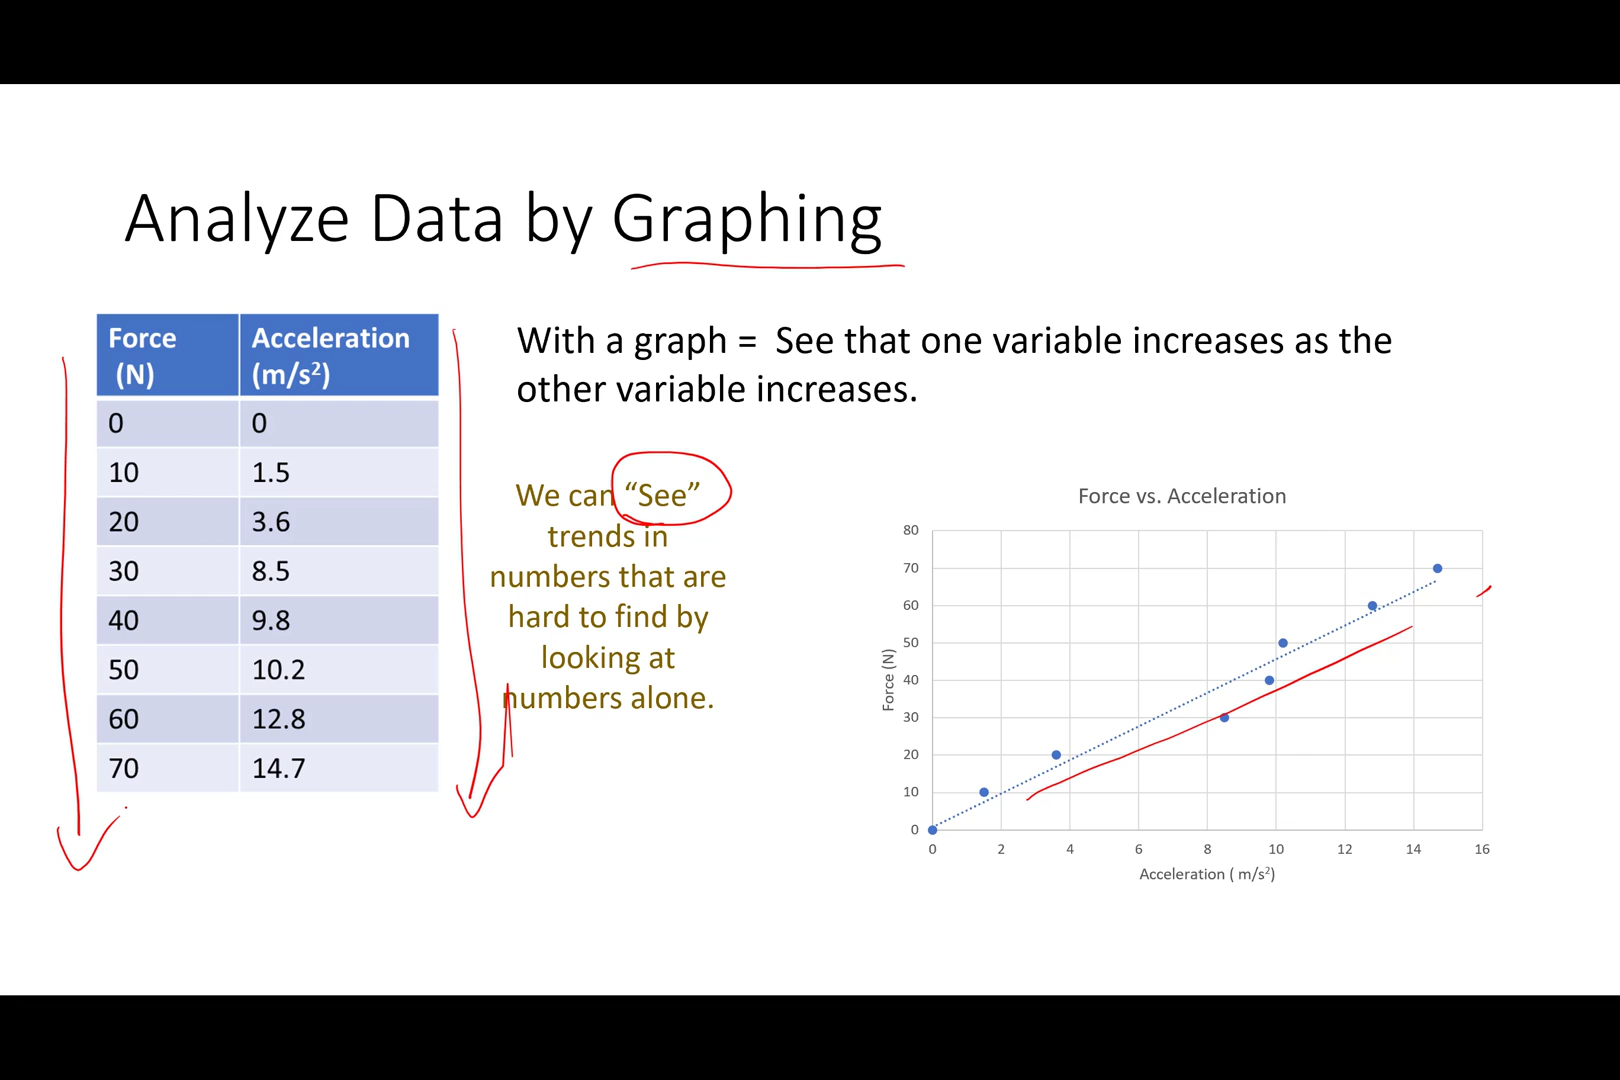 Analyze Data by Graphing
Force (N) Acceleration (m/s²)
0 0
10 1.5
20 3.6
30 8.5
40 9.8
50 10.2
60 12.8
70 14.7
With a graph = See that one variable increases as the
other variable increases.
We can “See”
trends in
numbers that are
hard to find by
looking at
numbers alone.
Force vs. Acceleration
Force (N)
80
70
60
50
40
30
20
10
0
0 2 4 6 8 10 12 14 16
Acceleration ( m/s²)